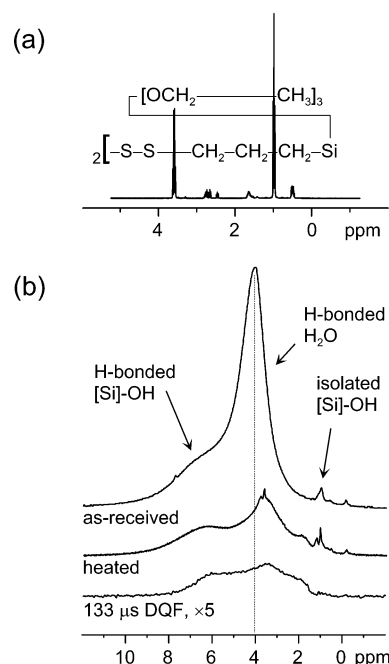 (a)
[OCH₂ CH₃]₃
₂[ -S-S- CH₂-CH₂-CH₂-Si
4 2 0 ppm
(b)
H-bonded
H₂O
H-bonded
[Si]-OH
isolated
[Si]-OH
as-received
heated
133 μs DQF, ×5
10 8 6 4 2 0 ppm